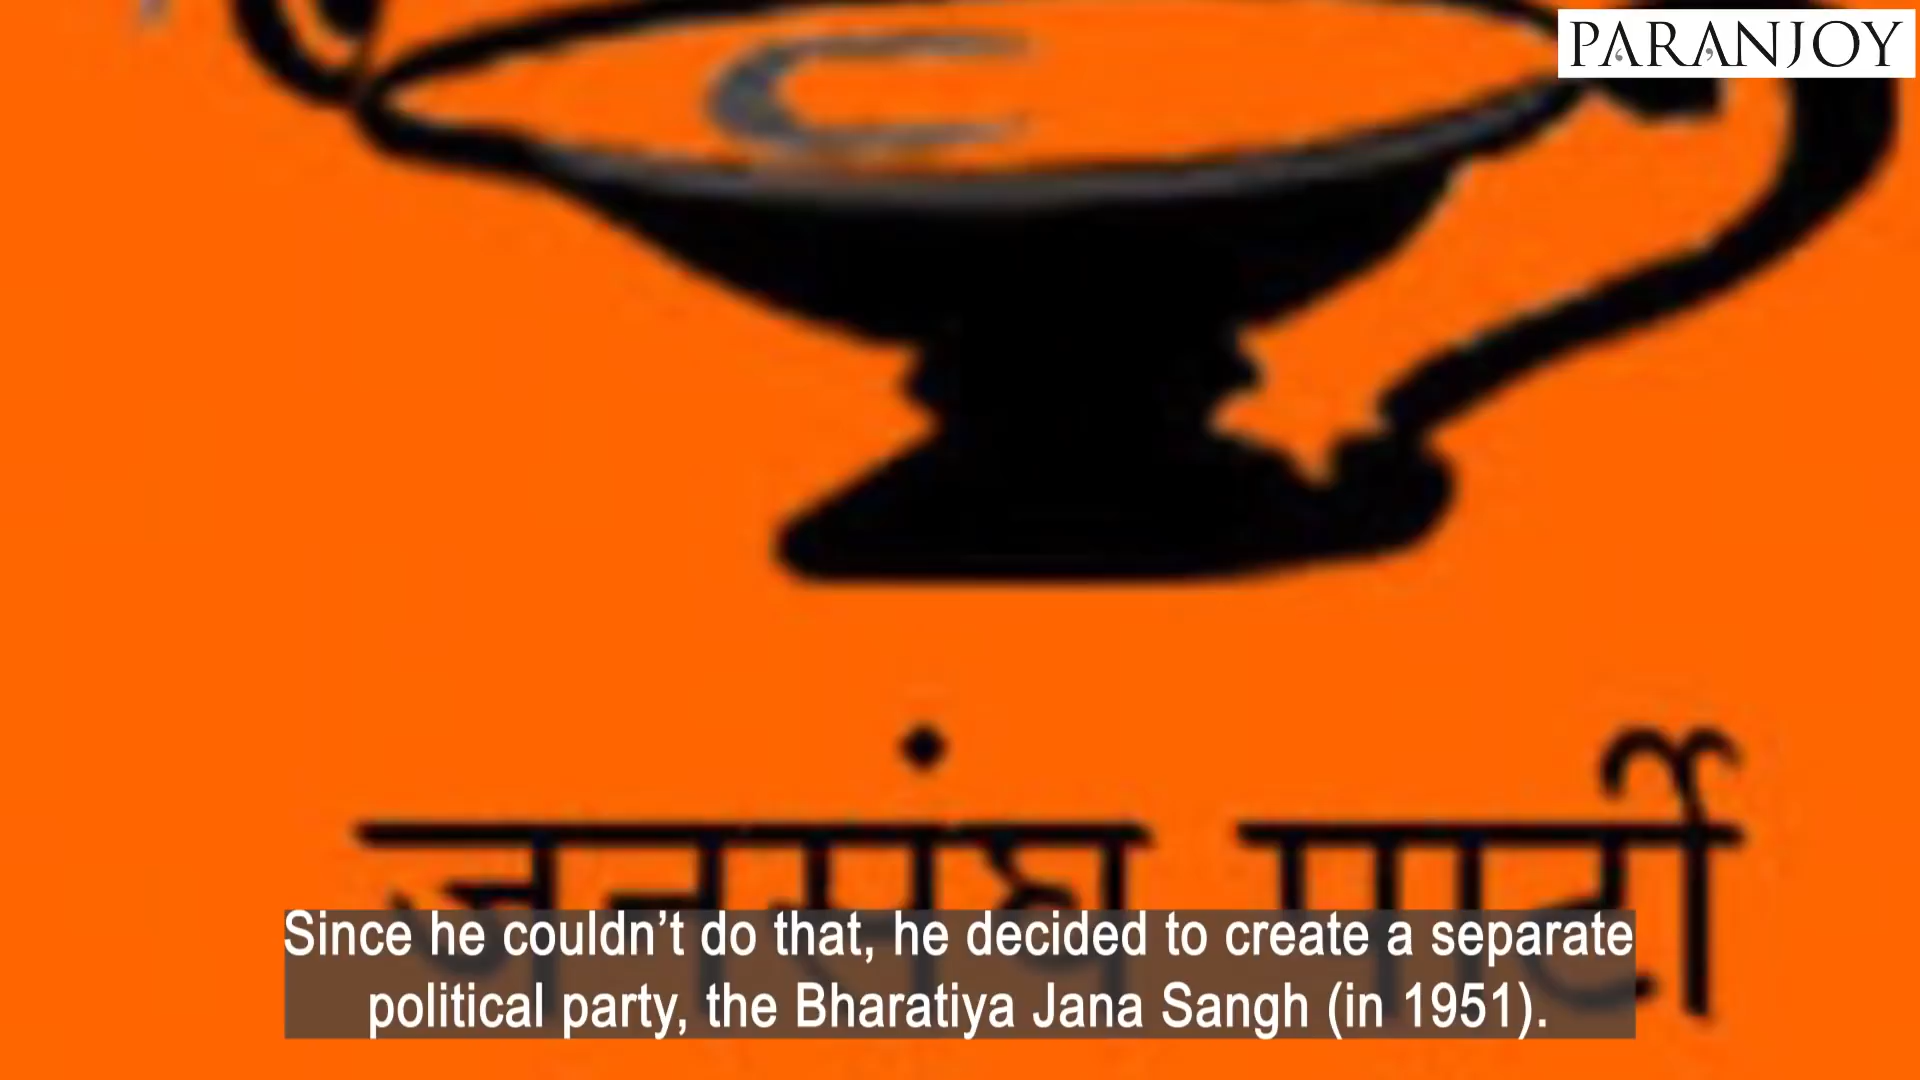 PARANJOY
जनसंघ पार्टी
Since he couldn’t do that, he decided to create a separate
political party, the Bharatiya Jana Sangh (in 1951).